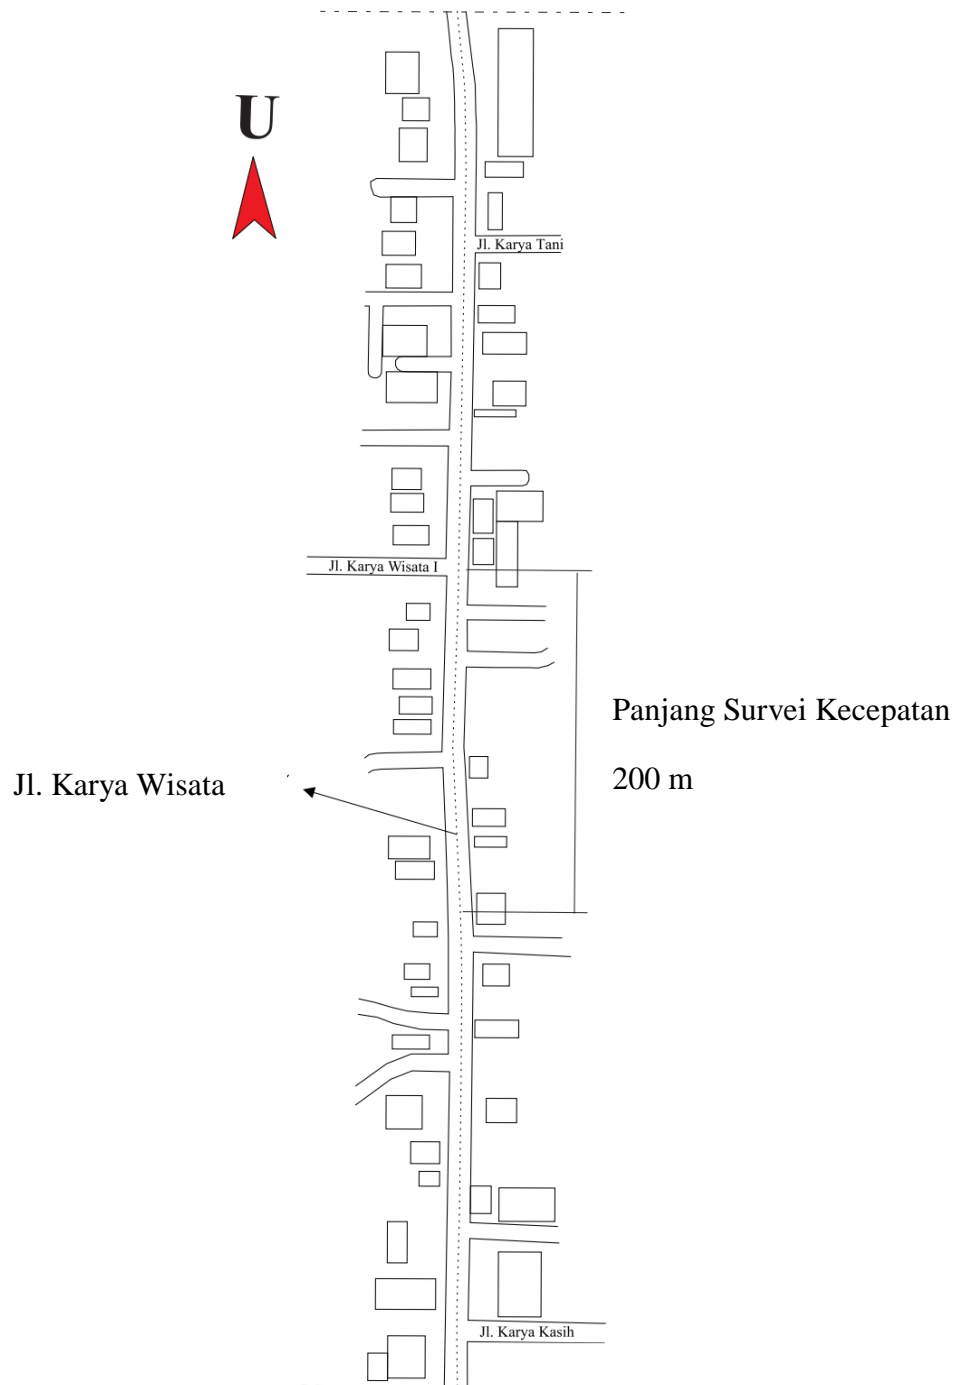 U
Jl. Karya Tani
Jl. Karya Wisata I
Panjang Survei Kecepatan
200 m
Jl. Karya Wisata
Jl. Karya Kasih